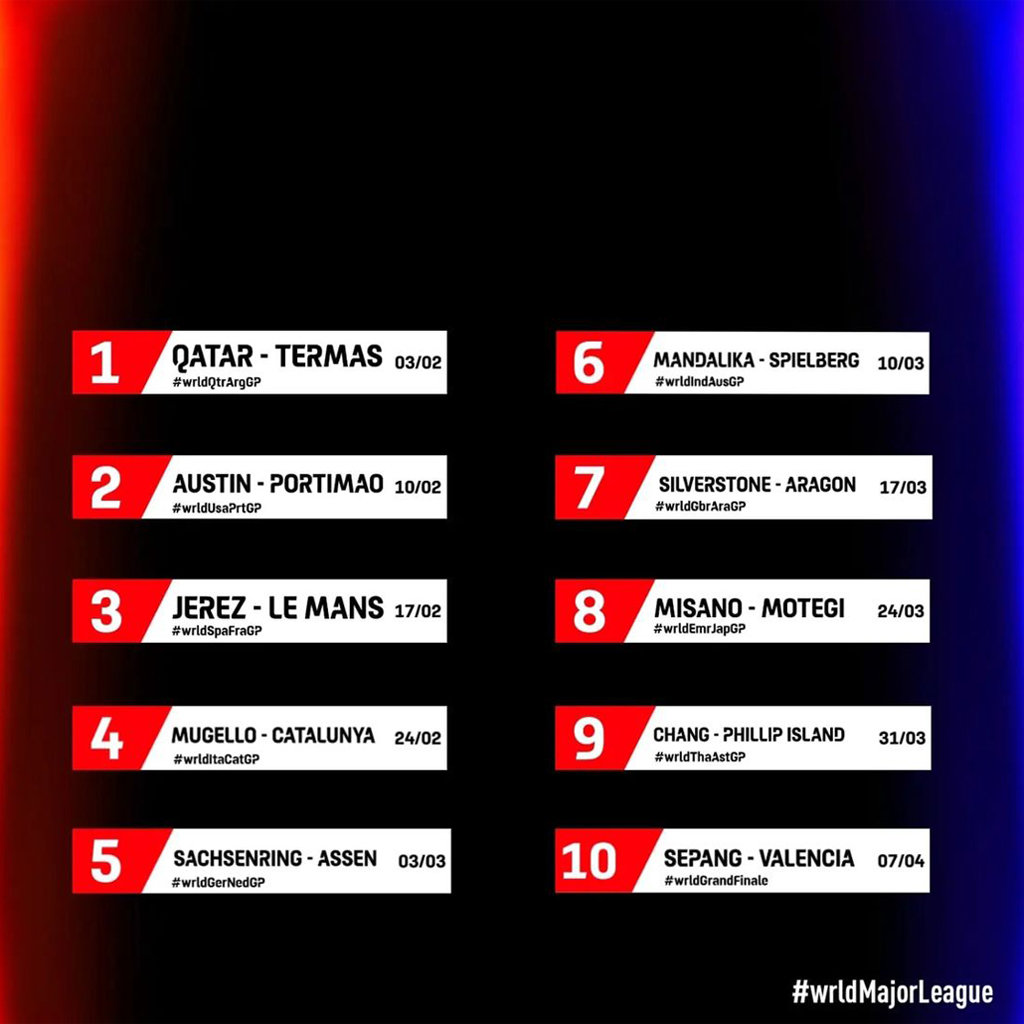 1
QATAR - TERMAS 03/02
#wrldQtrArgGP
2
AUSTIN - PORTIMAO 10/02
#wrldUsaPrtGP
3
JEREZ - LE MANS 17/02
#wrldSpaFraGP
4
MUGELLO - CATALUNYA 24/02
#wrldItaCatGP
5
SACHSENRING - ASSEN 03/03
#wrldGerNedGP
6
MANDALIKA - SPIELBERG 10/03
#wrldIndAusGP
7
SILVERSTONE - ARAGON 17/03
#wrldGbrAraGP
8
MISANO - MOTEGI 24/03
#wrldEmrJapGP
9
CHANG - PHILLIP ISLAND 31/03
#wrldThaAstGP
10
SEPANG - VALENCIA 07/04
#wrldGrandFinale
#wrldMajorLeague